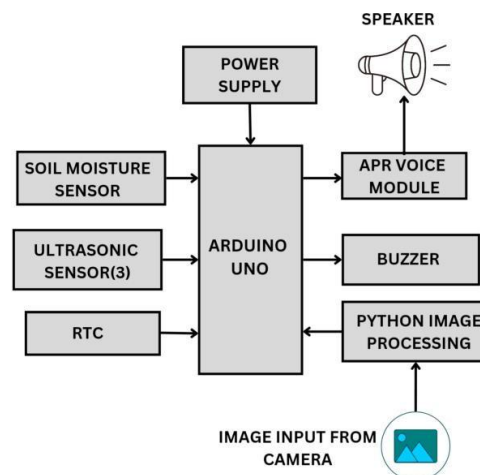 SPEAKER
POWER
SUPPLY
SOIL MOISTURE
SENSOR
APR VOICE
MODULE
ULTRASONIC
SENSOR(3)
ARDUINO
UNO
BUZZER
RTC
PYTHON IMAGE
PROCESSING
IMAGE INPUT FROM
CAMERA